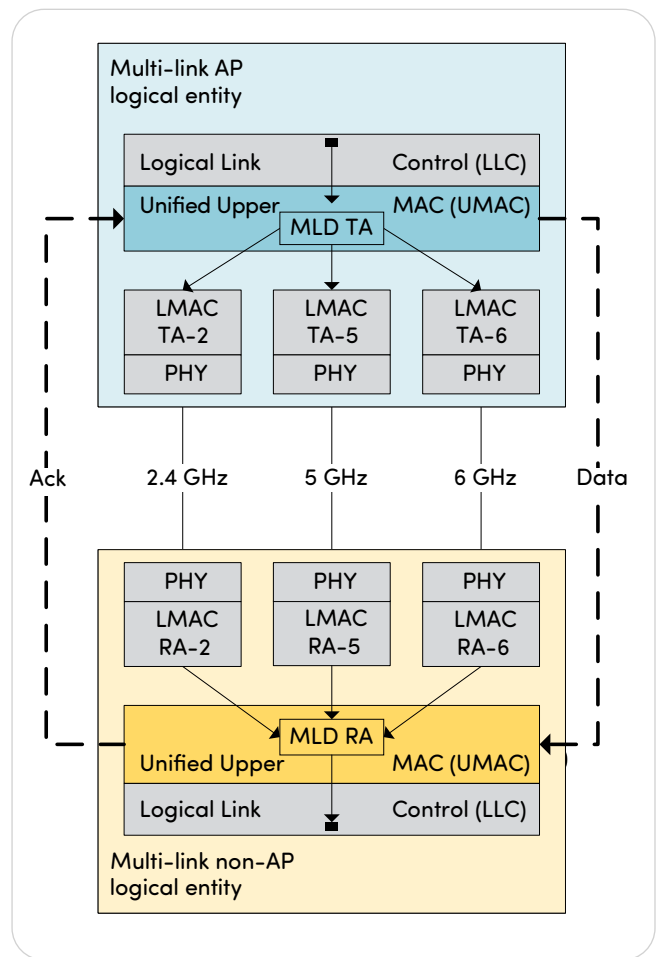 Multi-link AP
logical entity
Logical Link Control (LLC)
Unified Upper MAC (UMAC)
MLD TA
LMAC LMAC LMAC
TA-2 TA-5 TA-6
PHY PHY PHY
Ack 2.4 GHz 5 GHz 6 GHz Data
PHY PHY PHY
LMAC LMAC LMAC
RA-2 RA-5 RA-6
MLD RA
Unified Upper MAC (UMAC)
Logical Link Control (LLC)
Multi-link non-AP
logical entity